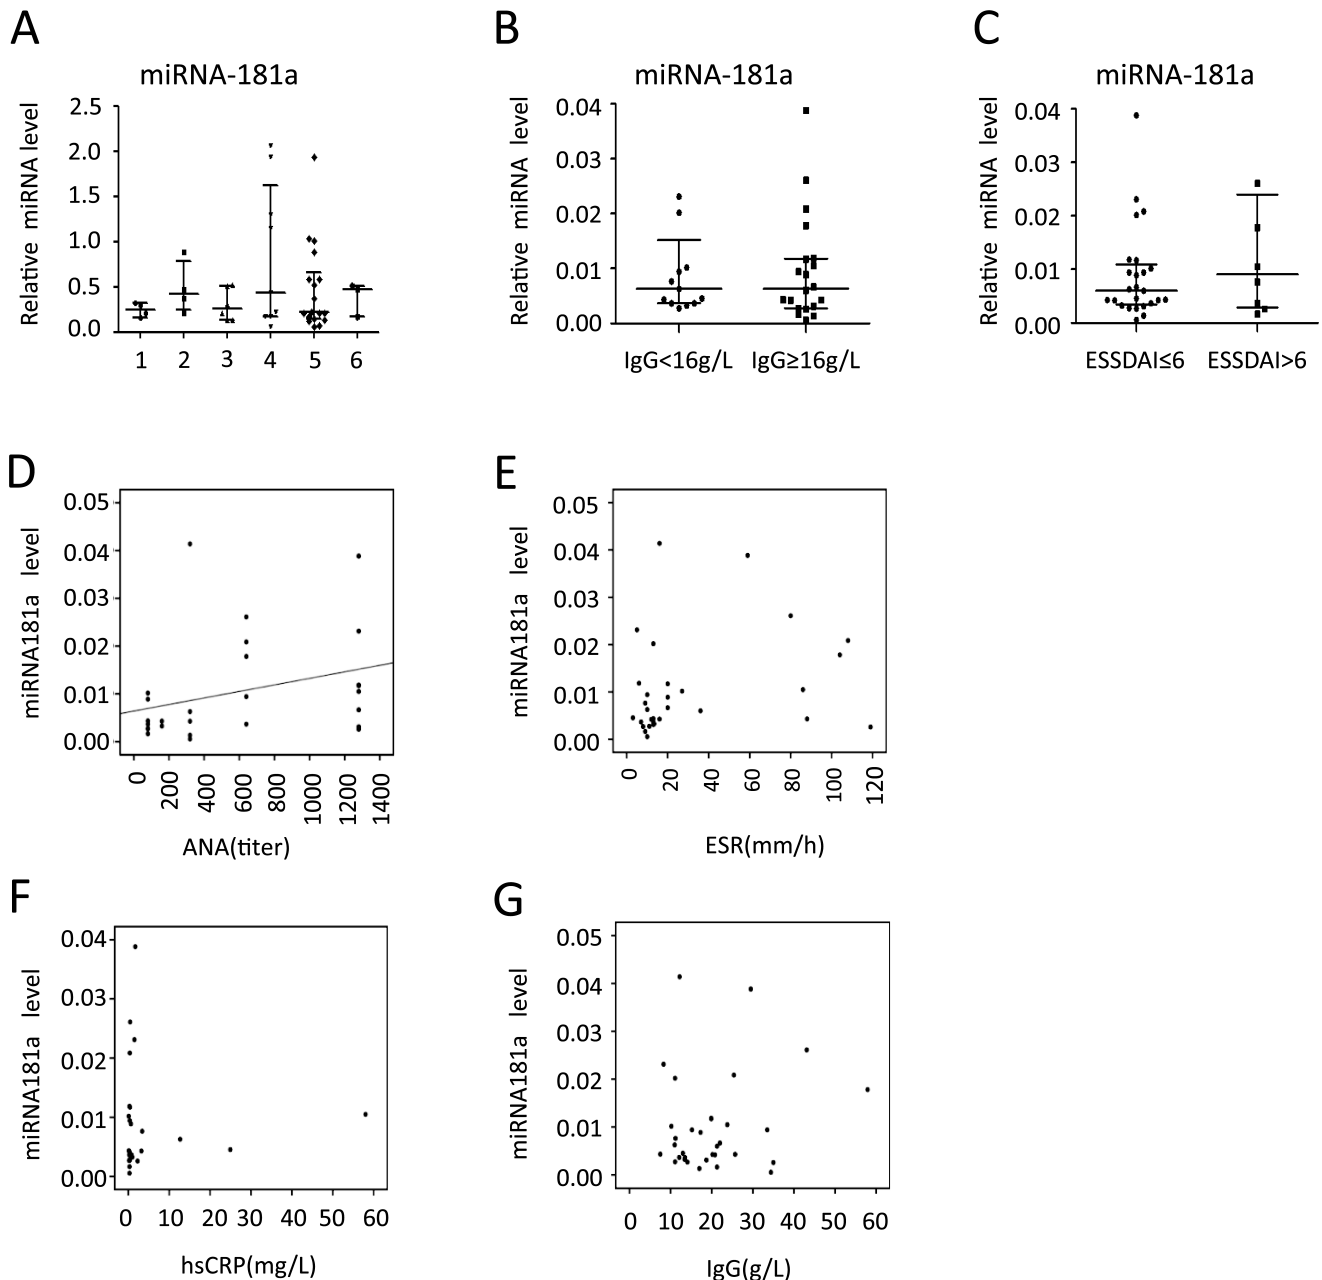 A
miRNA-181a
Relative miRNA level
2.5
2.0
1.5
1.0
0.5
0.0
1 2 3 4 5 6
B
miRNA-181a
Relative miRNA level
0.04
0.03
0.02
0.01
0.00
IgG<16g/L IgG≥16g/L
C
miRNA-181a
Relative miRNA level
0.04
0.03
0.02
0.01
0.00
ESSDAI≤6 ESSDAI>6
D
miRNA181a level
0.05
0.04
0.03
0.02
0.01
0.00
0 200 400 600 800 1000 1200 1400
ANA(titer)
E
miRNA181a level
0.05
0.04
0.03
0.02
0.01
0.00
0 20 40 60 80 100 120
ESR(mm/h)
F
miRNA181a level
0.04
0.03
0.02
0.01
0.00
0 10 20 30 40 50 60
hsCRP(mg/L)
G
miRNA181a level
0.05
0.04
0.03
0.02
0.01
0.00
0 10 20 30 40 50 60
IgG(g/L)